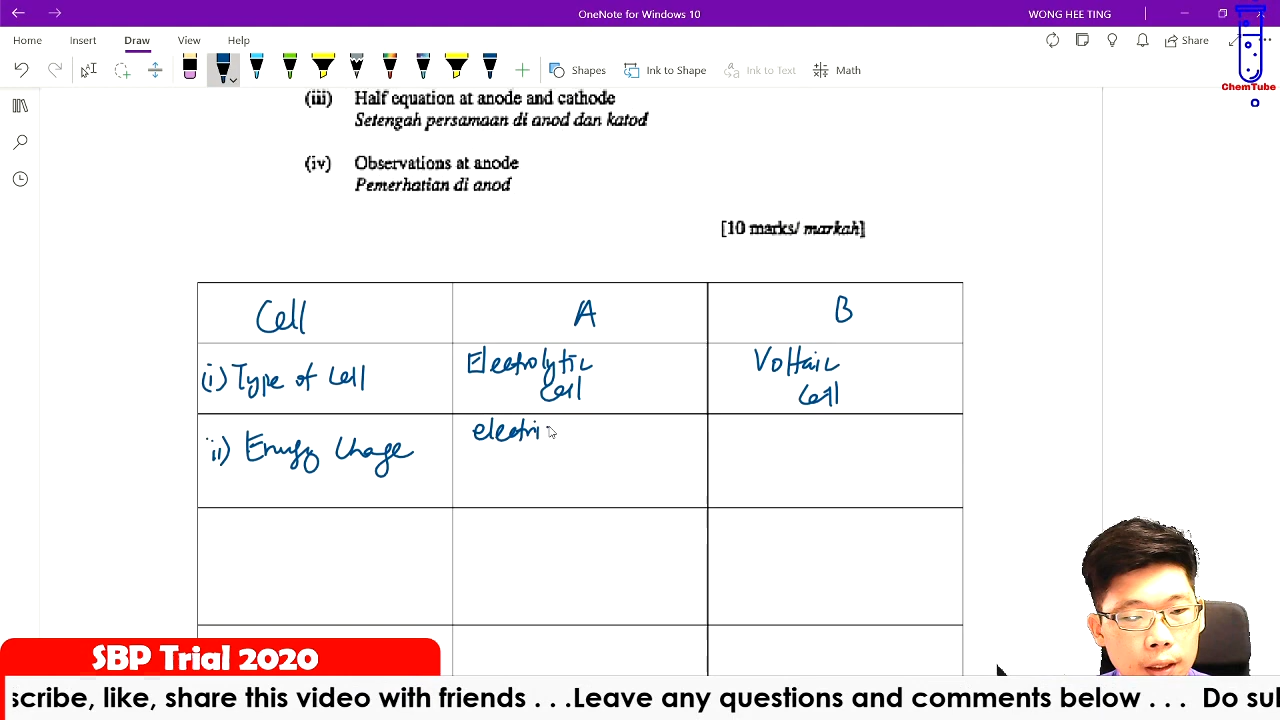 OneNote for Windows 10
WONG HEE TING
Home Insert Draw View Help
Share
Shapes Ink to Shape Ink to Text Math
ChemTube
(iii) Half equation at anode and cathode
Setengah persamaan di anod dan katod
(iv) Observations at anode
Pemerhatian di anod
[10 marks/ markah]
Cell A B
(i) Type of Cell Electrolytic Cell Voltaic Cell
ii) Energy Change electri
SBP Trial 2020
scribe, like, share this video with friends . . .Leave any questions and comments below . . . Do sul